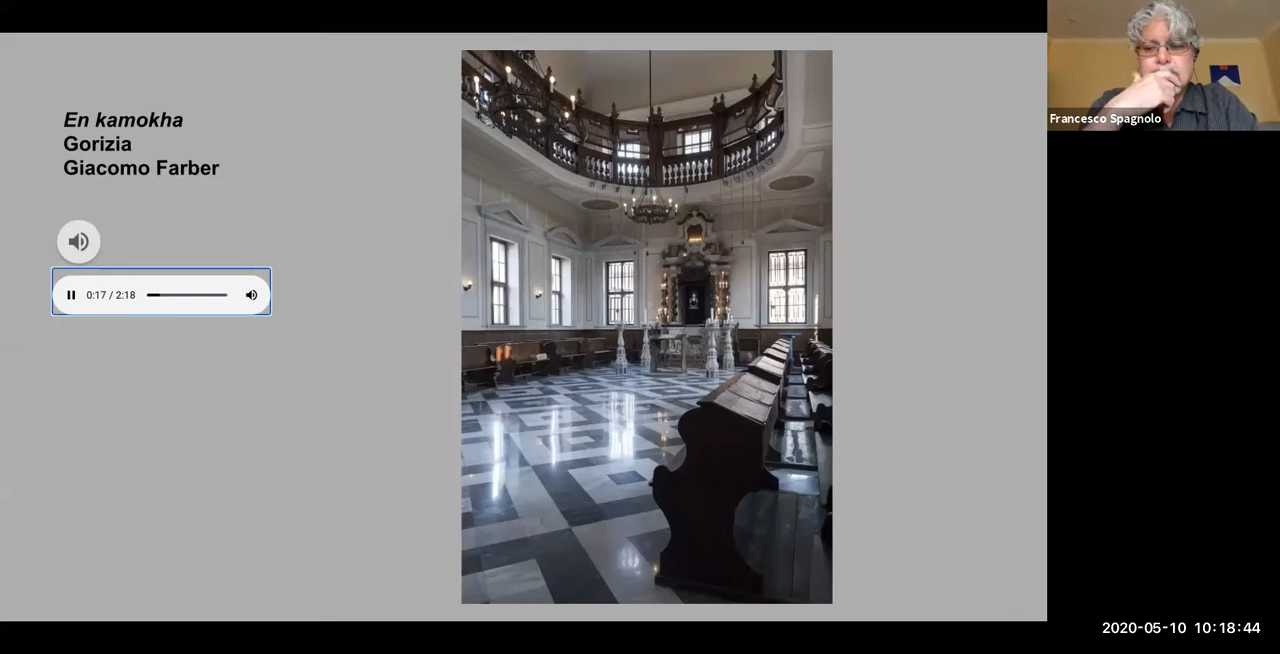 En kamokha
Gorizia
Giacomo Farber
0:17 / 2:18
Francesco Spagnolo
2020-05-10 10:18:44